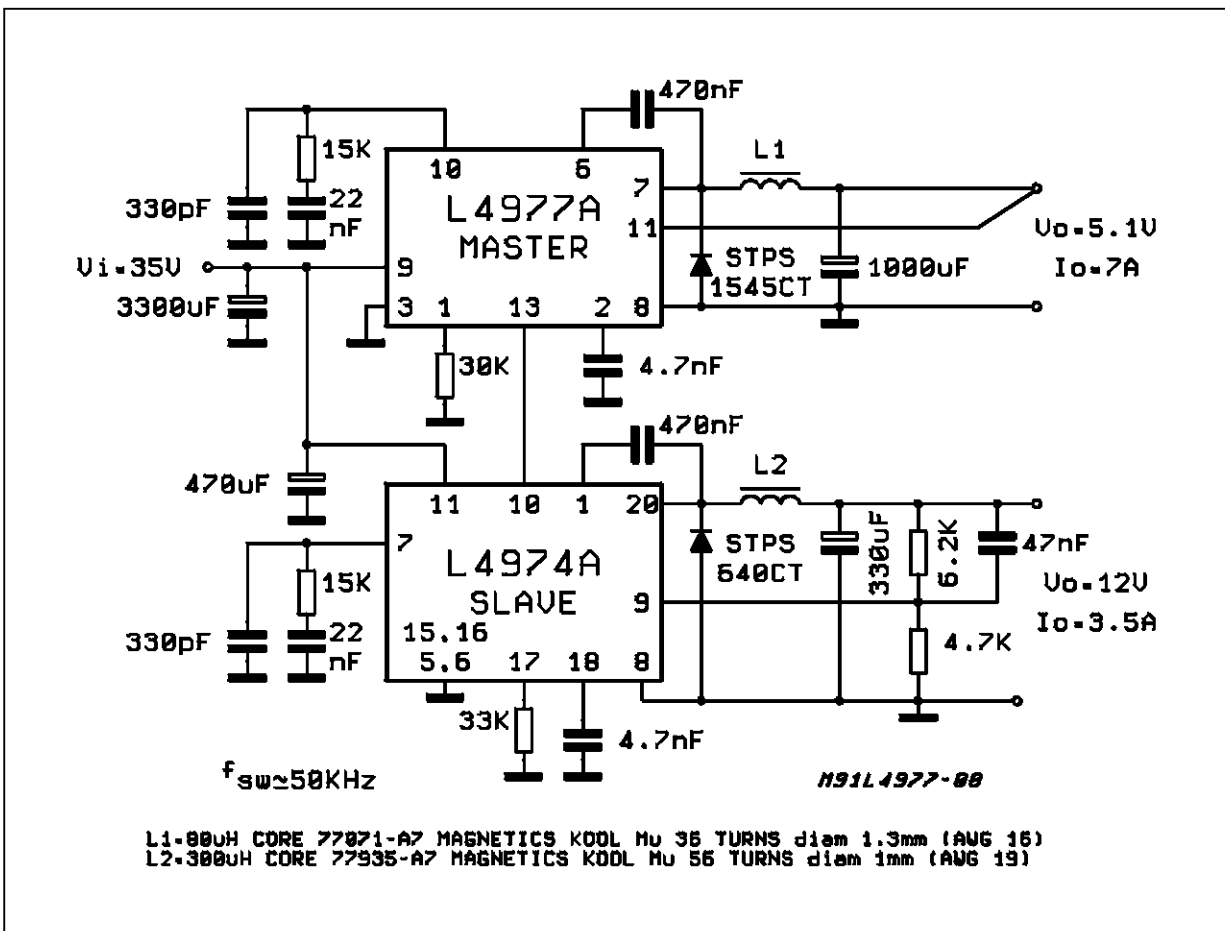 470nF
15K
10
6
L1
330pF
22
nF
L4977A
MASTER
7
11
Vi=35V
9
STPS
1545CT
1000uF
Vo=5.1V
Io=7A
3300uF
3
1
13
2
8
30K
4.7nF
470nF
L2
470uF
11
10
1
20
7
L4974A
SLAVE
STPS
640CT
330uF
6.2K
47nF
15K
9
Vo=12V
Io=3.5A
330pF
22
nF
15.16
5.6
17
18
8
4.7K
33K
4.7nF
fsw≃50KHz
M91L4977-08
L1=80uH CORE 77071-A7 MAGNETICS KOOL Mu 36 TURNS diam 1.3mm (AWG 16)
L2=300uH CORE 77935-A7 MAGNETICS KOOL Mu 56 TURNS diam 1mm (AWG 19)